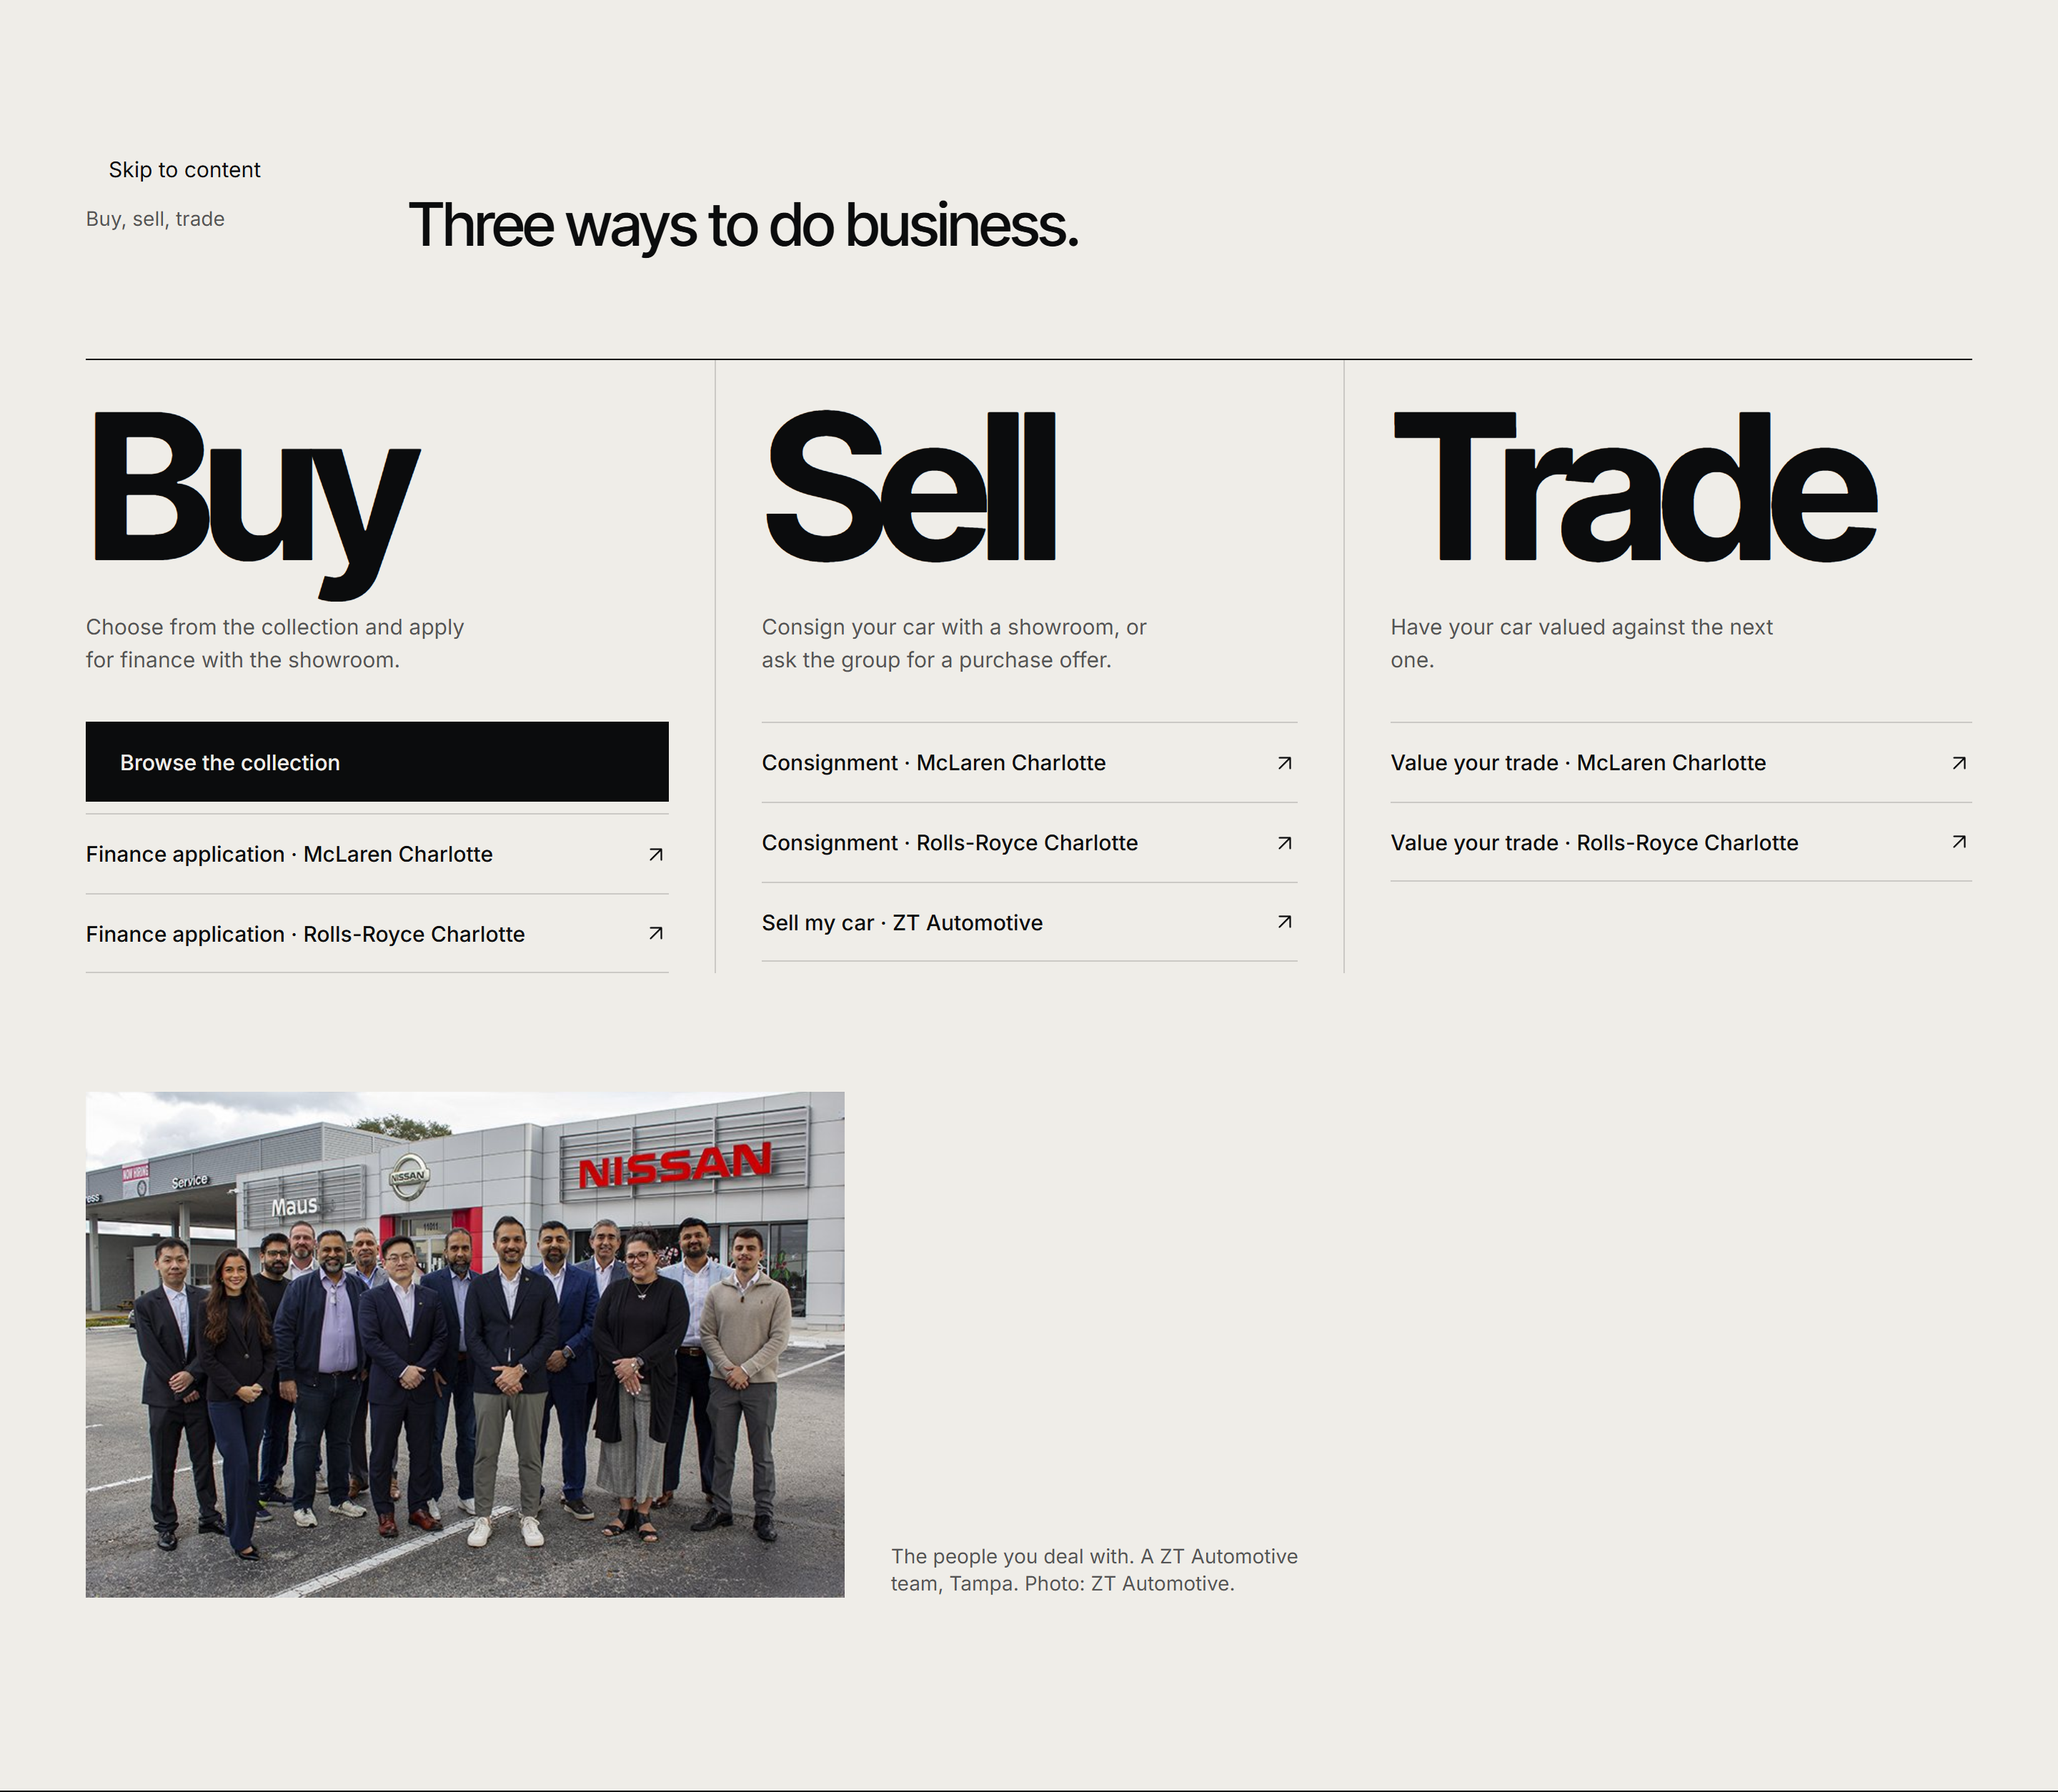 Skip to content
Buy, sell, trade
Three ways to do business.
Buy
Choose from the collection and apply
for finance with the showroom.
Browse the collection
Finance application · McLaren Charlotte
Finance application · Rolls-Royce Charlotte
Sell
Consign your car with a showroom, or
ask the group for a purchase offer.
Consignment · McLaren Charlotte
Consignment · Rolls-Royce Charlotte
Sell my car · ZT Automotive
Trade
Have your car valued against the next
one.
Value your trade · McLaren Charlotte
Value your trade · Rolls-Royce Charlotte
NOW HIRING
Service
Maus
NISSAN
NISSAN
11011
The people you deal with. A ZT Automotive
team, Tampa. Photo: ZT Automotive.